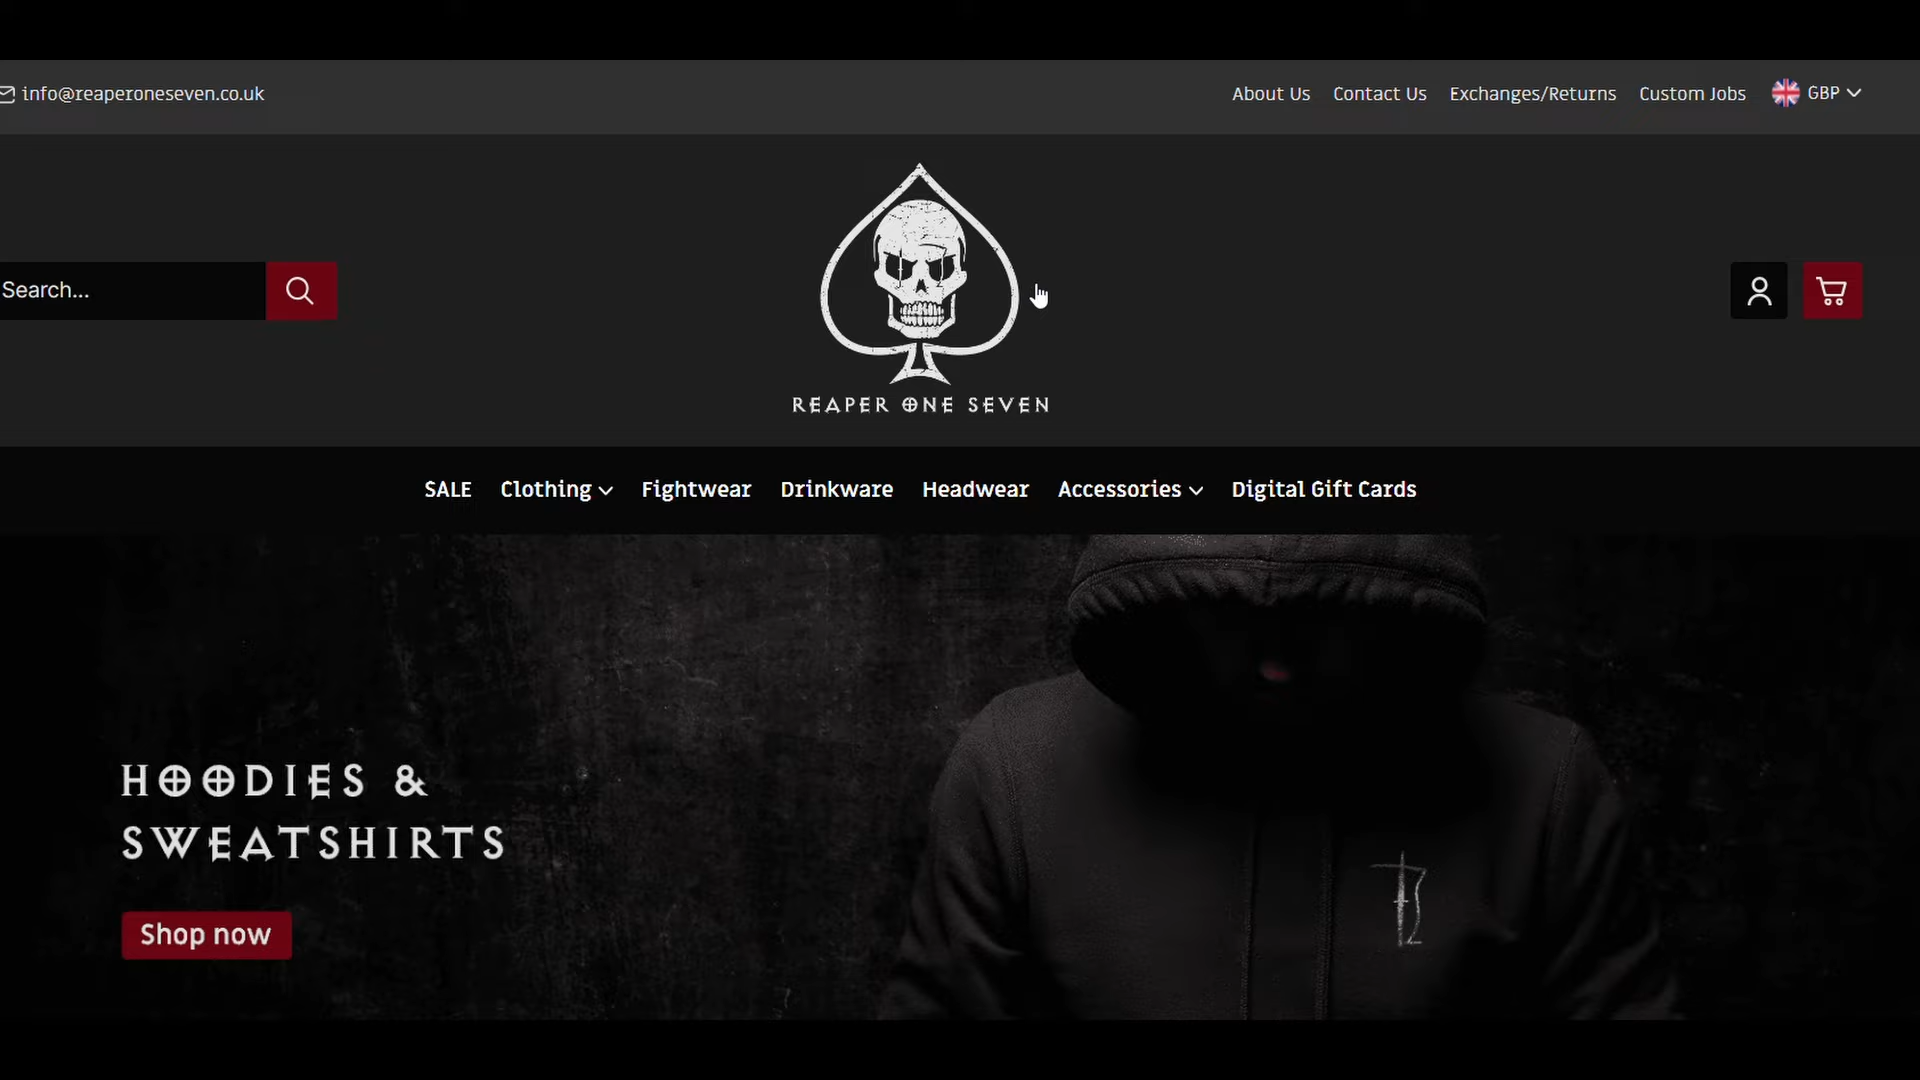 info@reaperoneseven.co.uk
About Us Contact Us Exchanges/Returns Custom Jobs GBP
Search...
REAPER ONE SEVEN
SALE Clothing Fightwear Drinkware Headwear Accessories Digital Gift Cards
HOODIES &
SWEATSHIRTS
Shop now